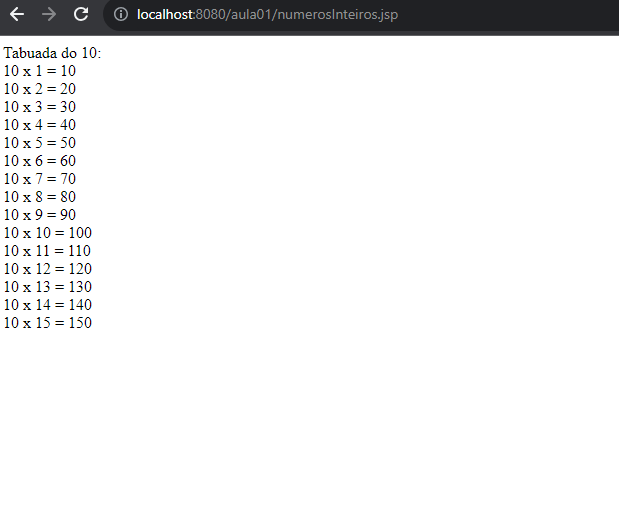 localhost:8080/aula01/numerosInteiros.jsp
Tabuada do 10:
10 x 1 = 10
10 x 2 = 20
10 x 3 = 30
10 x 4 = 40
10 x 5 = 50
10 x 6 = 60
10 x 7 = 70
10 x 8 = 80
10 x 9 = 90
10 x 10 = 100
10 x 11 = 110
10 x 12 = 120
10 x 13 = 130
10 x 14 = 140
10 x 15 = 150